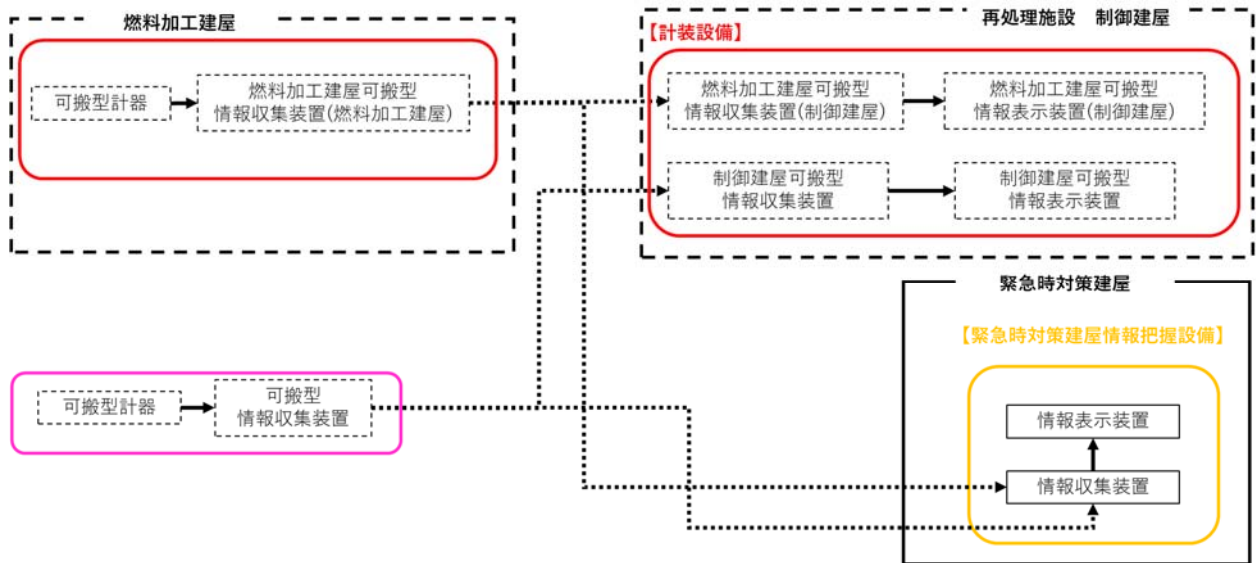 燃料加工建屋
可搬型計器
燃料加工建屋可搬型
情報収集装置(燃料加工建屋)
再処理施設　制御建屋
【計装設備】
燃料加工建屋可搬型
情報収集装置(制御建屋)
燃料加工建屋可搬型
情報表示装置(制御建屋)
制御建屋可搬型
情報収集装置
制御建屋可搬型
情報表示装置
可搬型計器
可搬型
情報収集装置
緊急時対策建屋
【緊急時対策建屋情報把握設備】
情報表示装置
情報収集装置